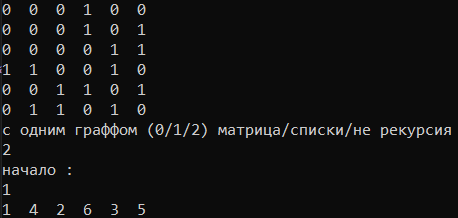 0 0 0 1 0 0
0 0 0 1 0 1
0 0 0 0 1 1
1 1 0 0 1 0
0 0 1 1 0 1
0 1 1 0 1 0
с одним граффом (0/1/2) матрица/списки/не рекурсия
2
начало :
1
1 4 2 6 3 5